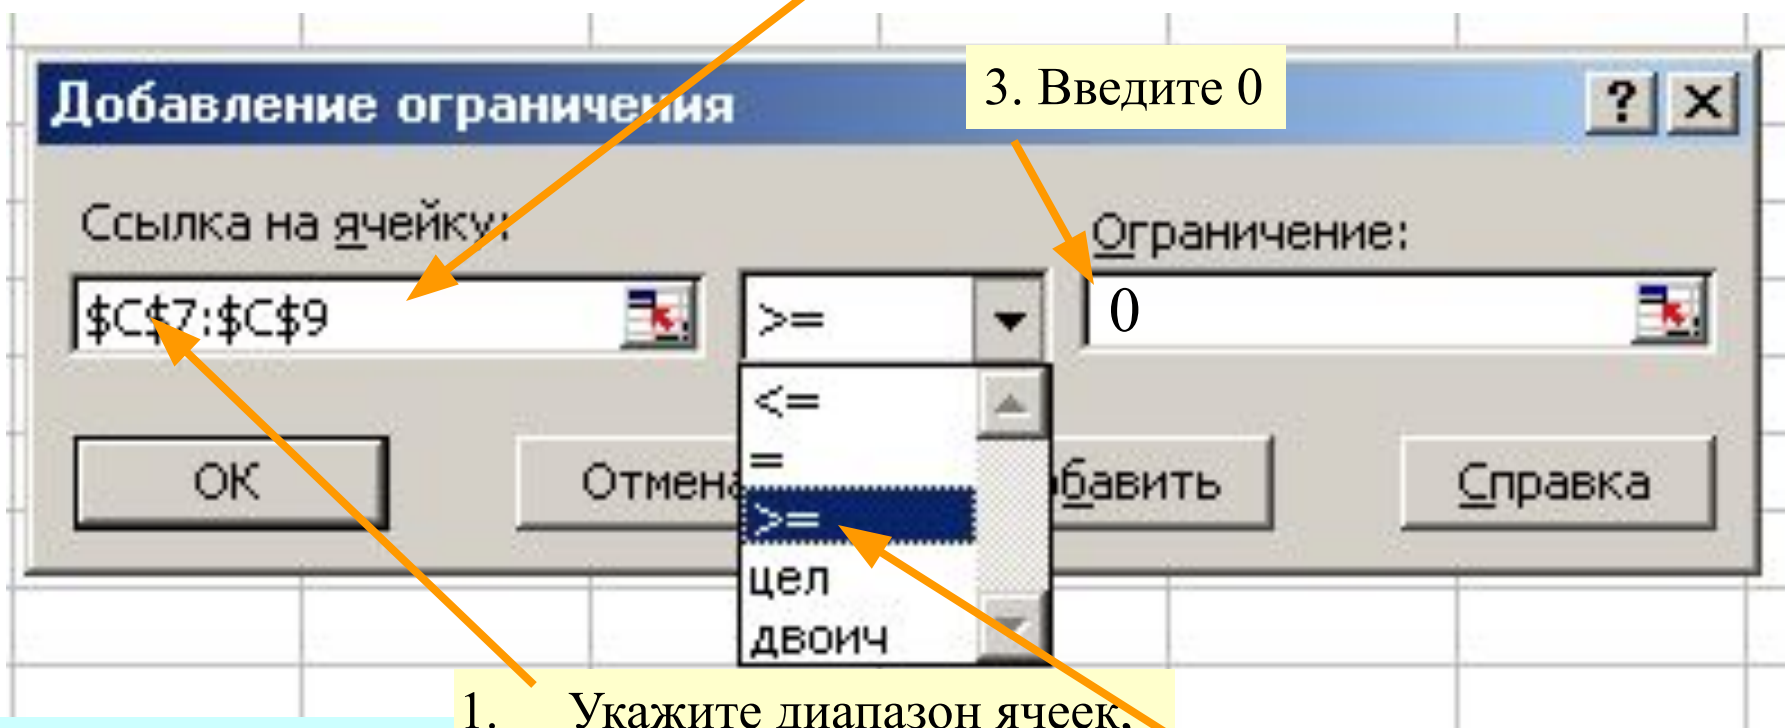 3. Введите 0
Добавление ограничения
Ссылка на ячейку:
Ограничение:
$C$7:$C$9
>=
0
<=
=
>=
цел
двоич
ОК
Отмена
бавить
Справка
1. Укажите диапазон ячеек,